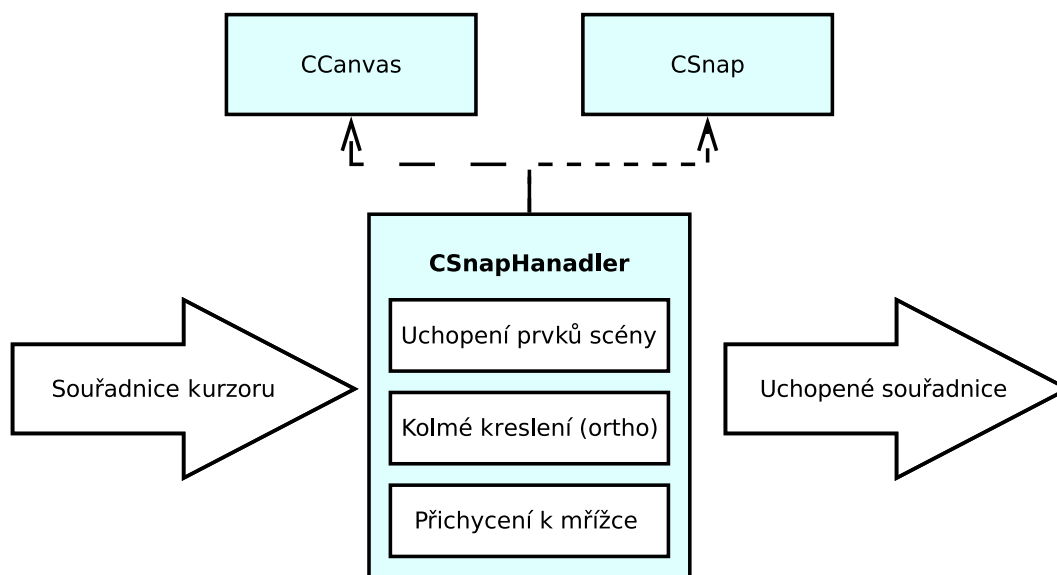 CCanvas
CSnap
CSnapHanadler
Uchopení prvků scény
Souřadnice kurzoru
Uchopené souřadnice
Kolmé kreslení (ortho)
Přichycení k mřížce